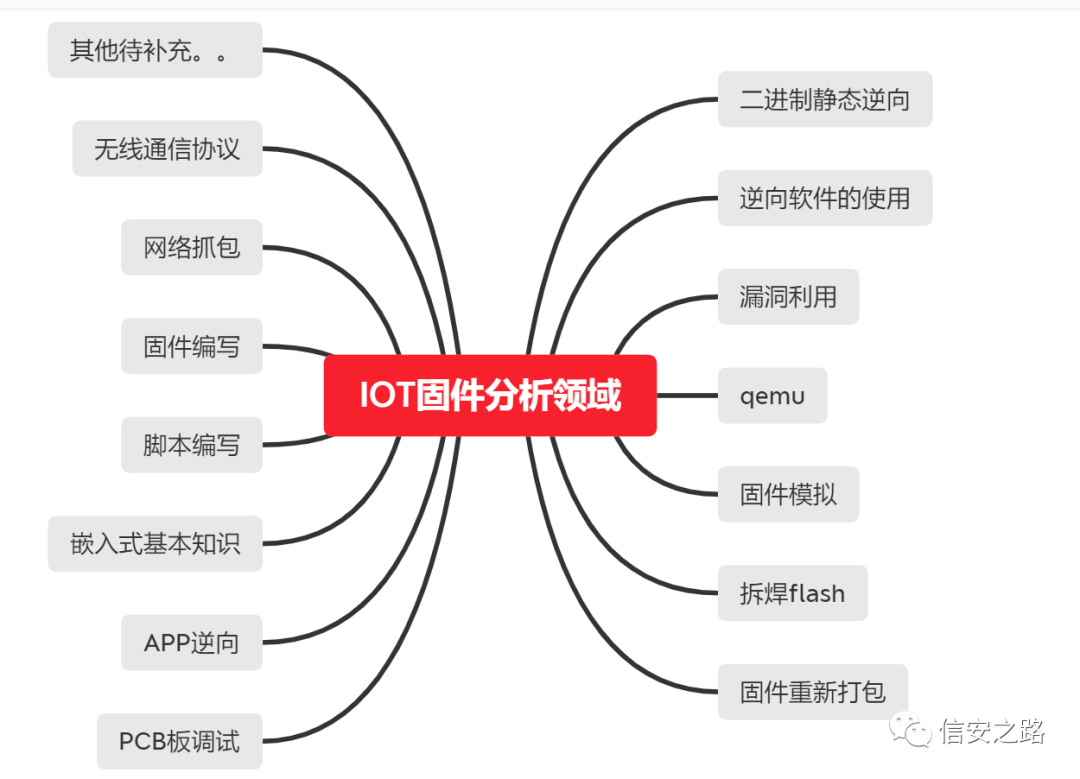 其他待补充。。
无线通信协议
网络抓包
固件编写
脚本编写
嵌入式基本知识
APP逆向
PCB板调试
IOT固件分析领域
二进制静态逆向
逆向软件的使用
漏洞利用
qemu
固件模拟
拆焊flash
固件重新打包
信安之路